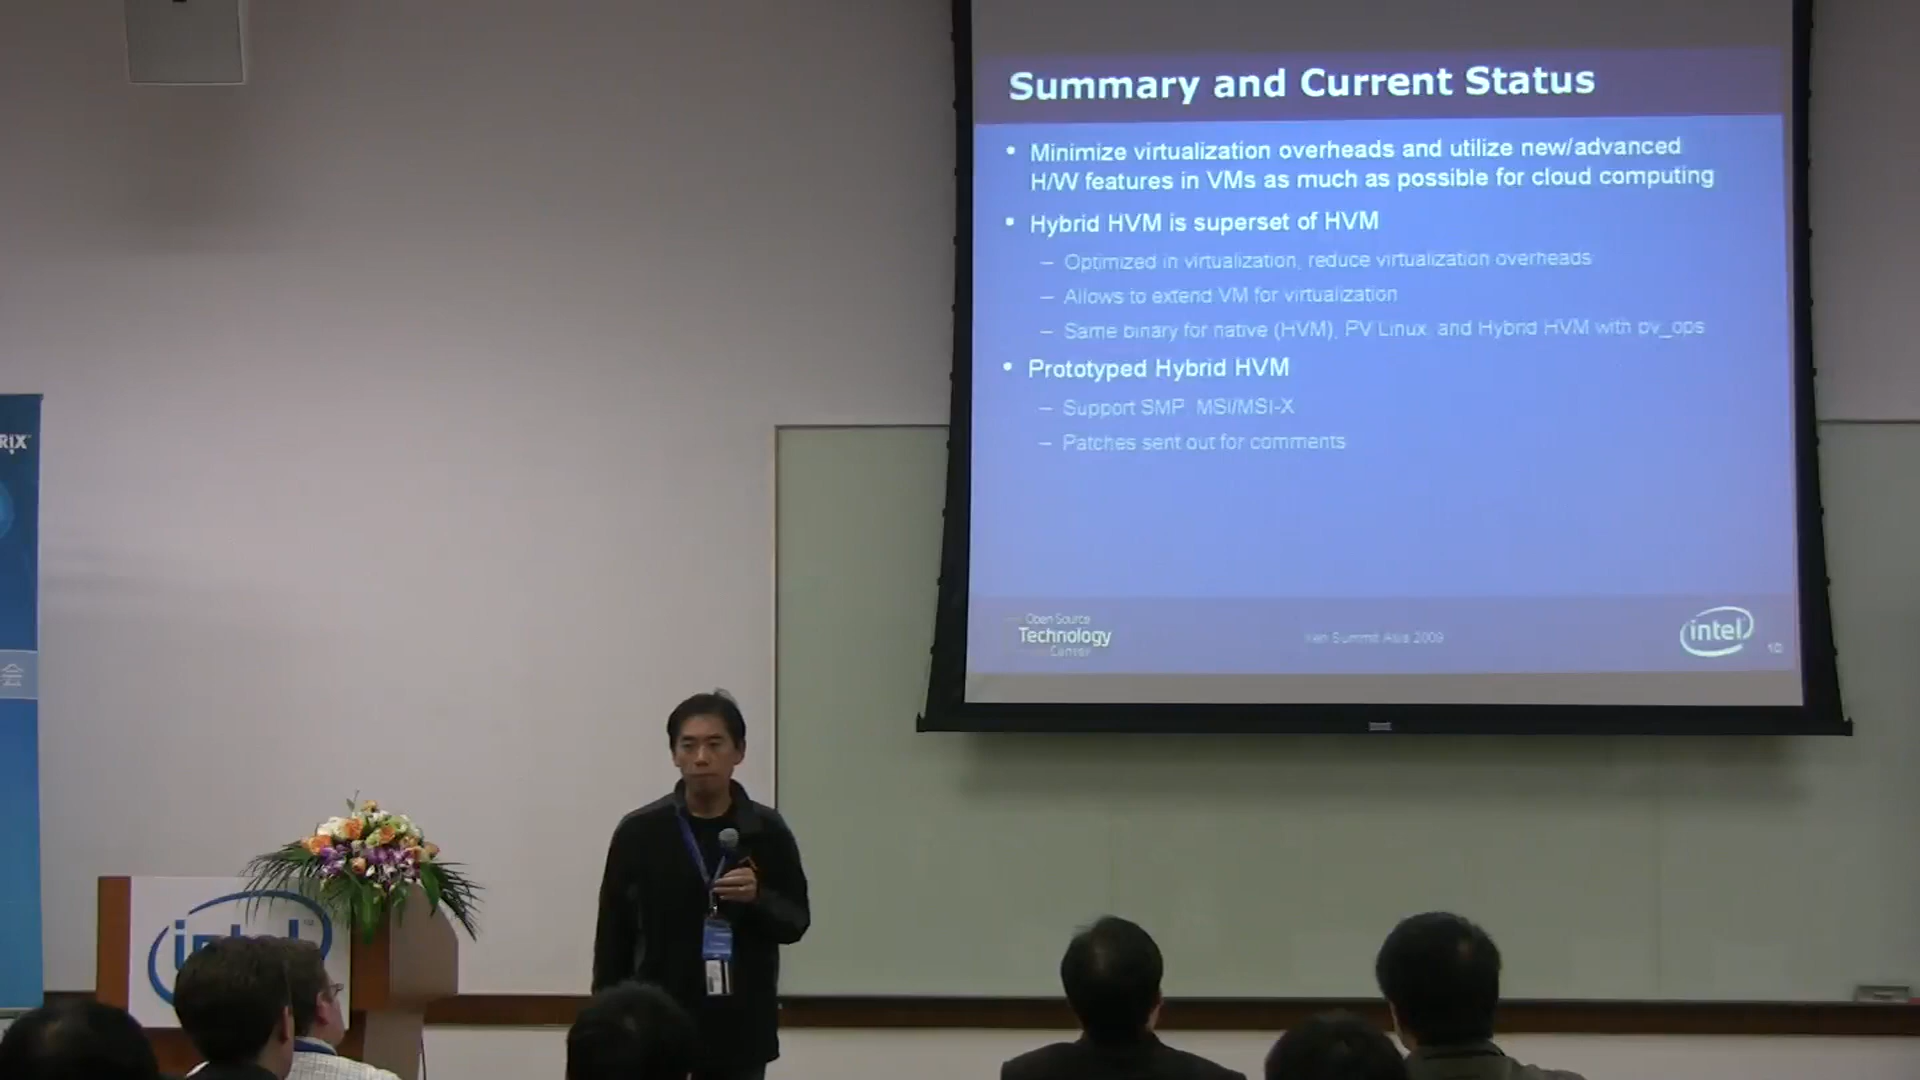 Summary and Current Status
• Minimize virtualization overheads and utilize new/advanced
H/W features in VMs as much as possible for cloud computing
• Hybrid HVM is superset of HVM
– Optimized in virtualization, reduce virtualization overheads
– Allows to extend VM for virtualization
– Same binary for native (HVM), PV Linux, and Hybrid HVM with pv_ops
• Prototyped Hybrid HVM
– Support SMP, MSI/MSI-X
– Patches sent out for comments
Open Source
Technology
Center
Xen Summit Asia 2009
intel
10
RIX
intel